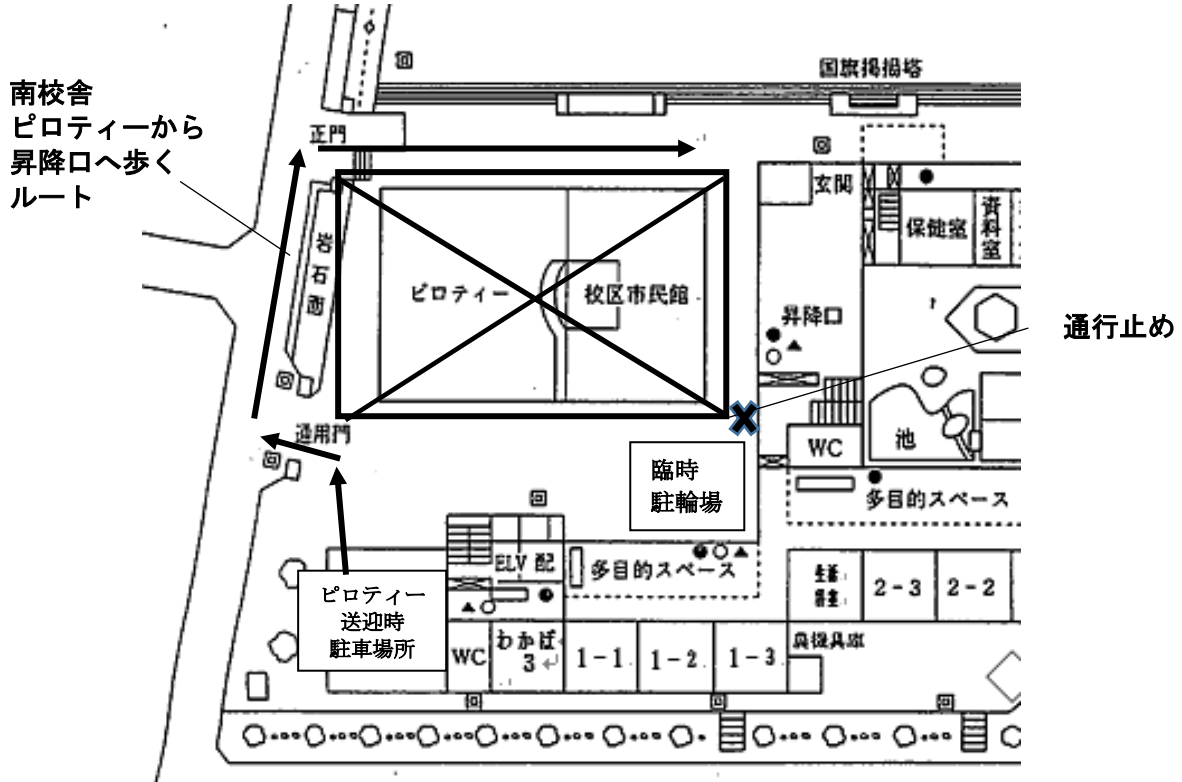 国旗掲揚塔
南校舎
ピロティーから
昇降口へ歩く
ルート
正門
玄関
保健室
資料室
岩石園
ピロティー
校区市民館
昇降口
通行止め
通用門
WC
池
臨時
駐輪場
多目的スペース
ELV 配
多目的スペース
2-3
2-2
ピロティー
送迎時
駐車場所
WC
わかば
3
1-1
1-2
1-3
農機具庫